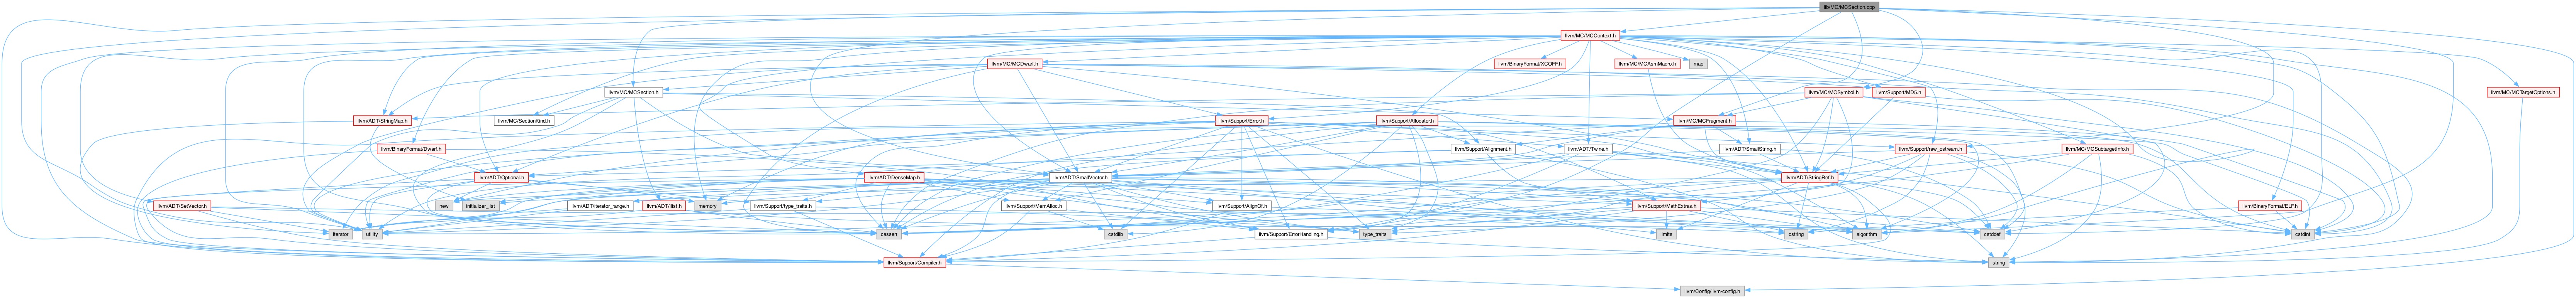 lib/MC/MCSection.cpp
llvm/MC/MCContext.h
llvm/MC/MCDwarf.h
llvm/BinaryFormat/XCOFF.h
llvm/MC/MCAsmMacro.h
map
llvm/MC/MCSection.h
llvm/MC/MCSymbol.h
llvm/Support/MD5.h
llvm/MC/MCTargetOptions.h
llvm/ADT/StringMap.h
llvm/MC/SectionKind.h
llvm/Support/Error.h
llvm/Support/Allocator.h
llvm/MC/MCFragment.h
llvm/BinaryFormat/Dwarf.h
llvm/Support/Alignment.h
llvm/ADT/Twine.h
llvm/ADT/SmallString.h
llvm/Support/raw_ostream.h
llvm/MC/MCSubtargetInfo.h
llvm/ADT/Optional.h
llvm/ADT/DenseMap.h
llvm/ADT/SmallVector.h
llvm/ADT/StringRef.h
llvm/ADT/SetVector.h
new
initializer_list
llvm/ADT/iterator_range.h
llvm/ADT/ilist.h
memory
llvm/Support/type_traits.h
llvm/Support/MemAlloc.h
llvm/Support/AlignOf.h
llvm/Support/MathExtras.h
llvm/BinaryFormat/ELF.h
iterator
utility
cassert
cstdlib
llvm/Support/ErrorHandling.h
type_traits
limits
cstring
algorithm
cstddef
cstdint
llvm/Support/Compiler.h
string
llvm/Config/llvm-config.h